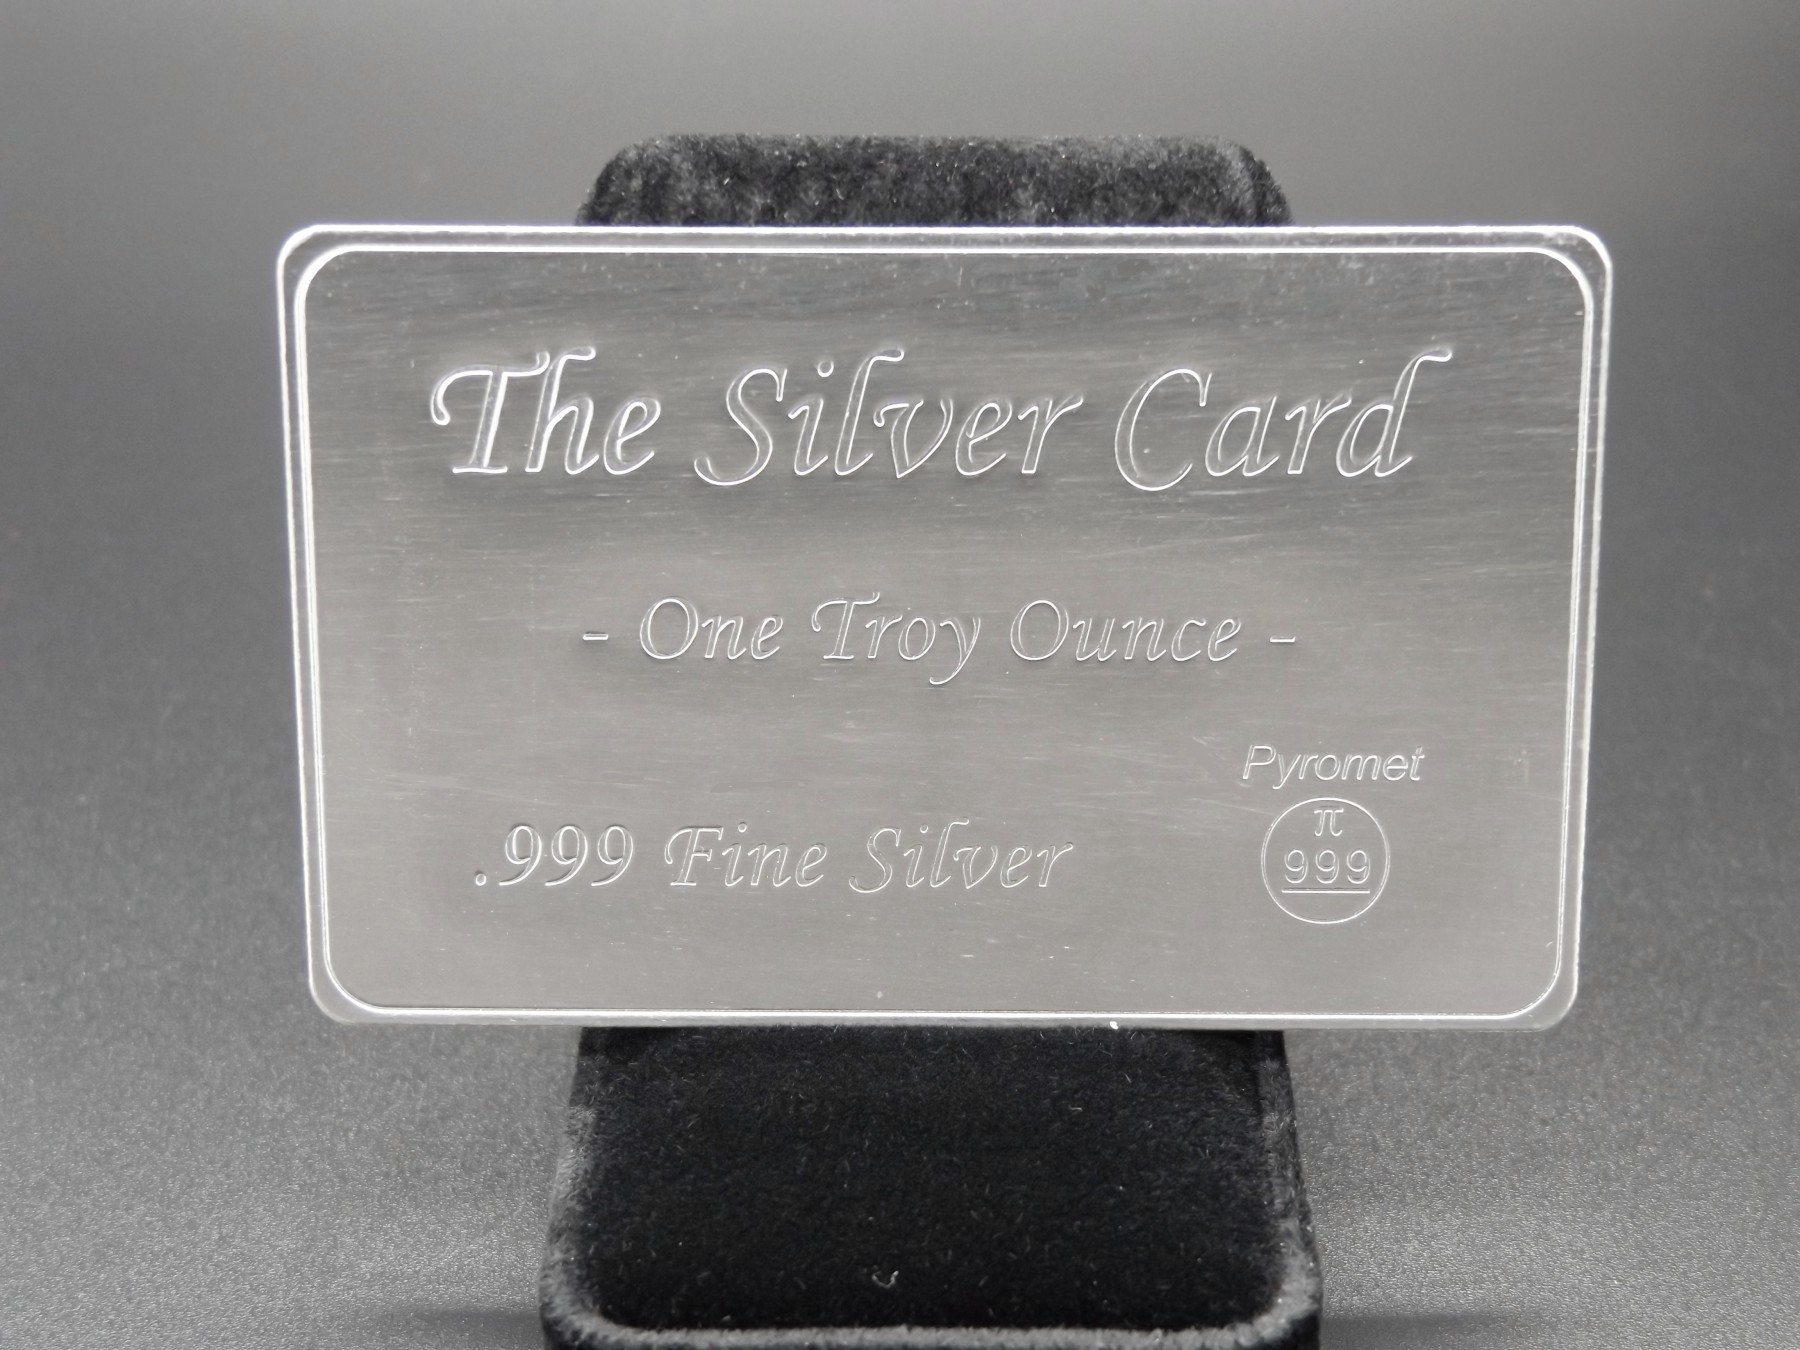 The Silver Card
- One Troy Ounce -
.999 Fine Silver
Pyromet
π
999